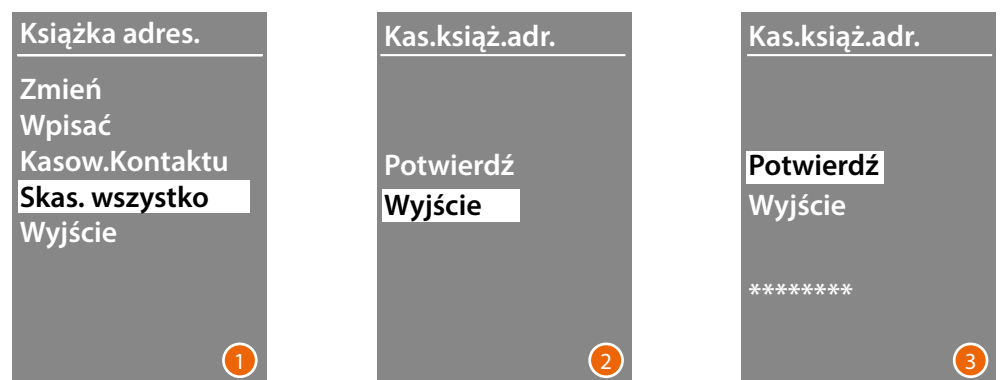 Książka adres.
Zmień
Wpisać
Kasow.Kontaktu
Skas. wszystko
Wyjście
1
Kas.książ.adr.
Potwierdź
Wyjście
2
Kas.książ.adr.
Potwierdź
Wyjście
********
3